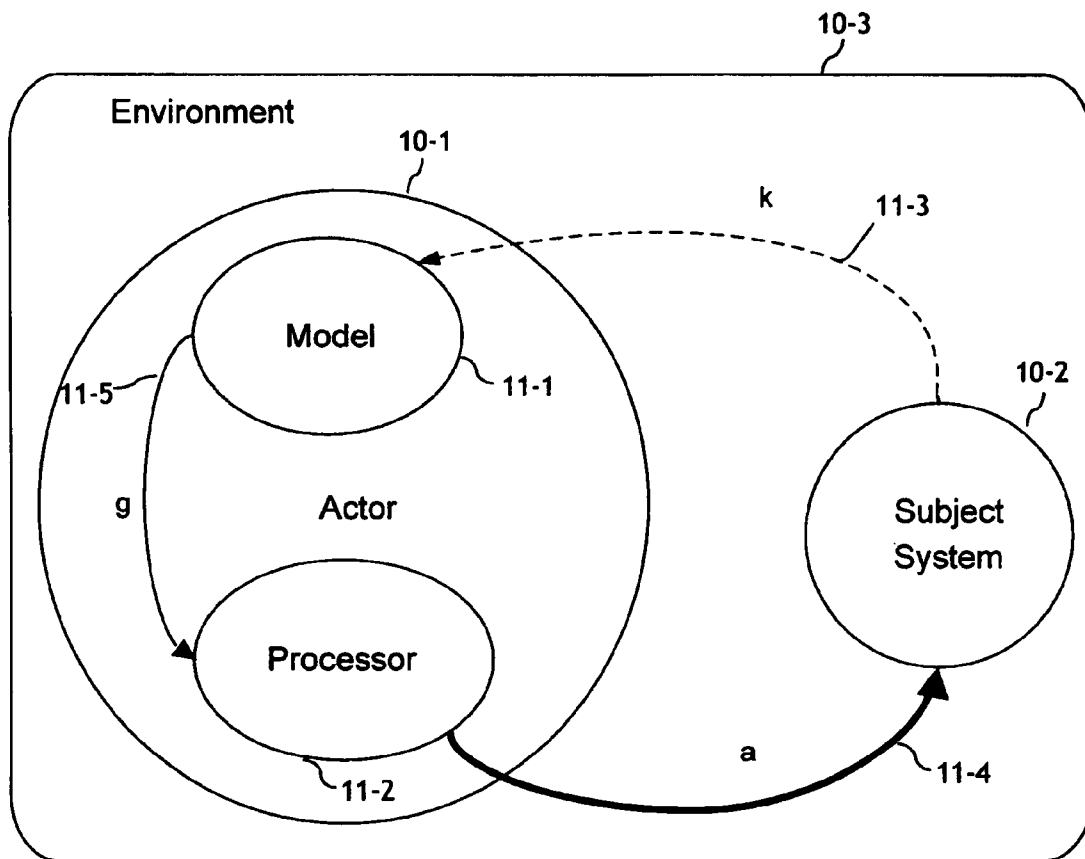 10-3
Environment
10-1
k
11-3
Model
11-5
11-1
10-2
g
Actor
Subject
System
Processor
a
11-4
11-2